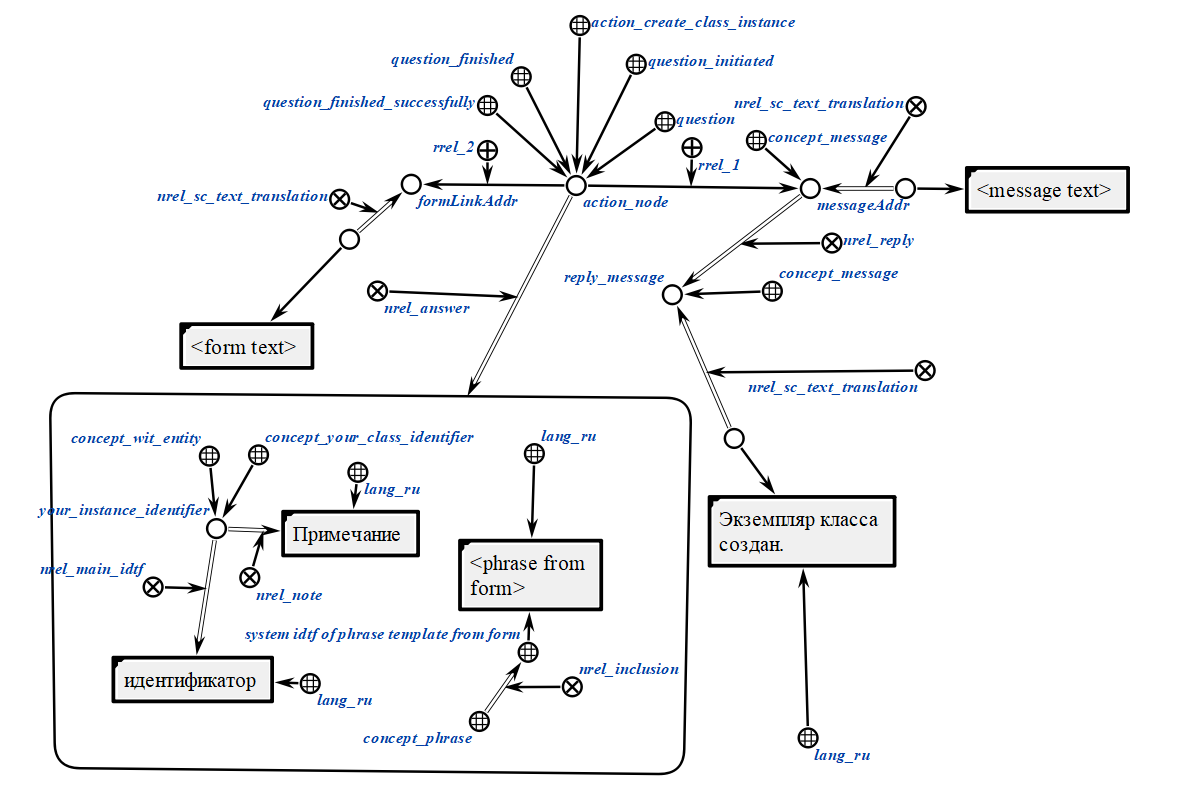 action_create_class_instance
question_finished
question_initiated
question_finished_successfully
nrel_sc_text_translation
question
concept_message
rrel_2
rrel_1
<message text>
nrel_sc_text_translation
formLinkAddr
action_node
messageAddr
nrel_reply
reply_message
concept_message
nrel_answer
<form text>
nrel_sc_text_translation
concept_wit_entity
concept_your_class_identifier
lang_ru
lang_ru
your_instance_identifier
Примечание
Экземпляр класса
создан.
<phrase from
form>
nrel_main_idtf
nrel_note
system idtf of phrase template from form
идентификатор
nrel_inclusion
lang_ru
concept_phrase
lang_ru